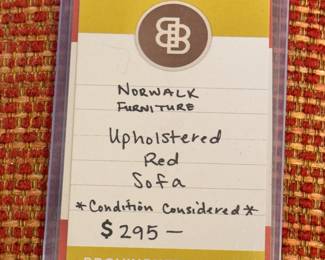 NORWALK
FURNITURE
Upholstered
Red
Sofa
*Condition Considered*
$295—